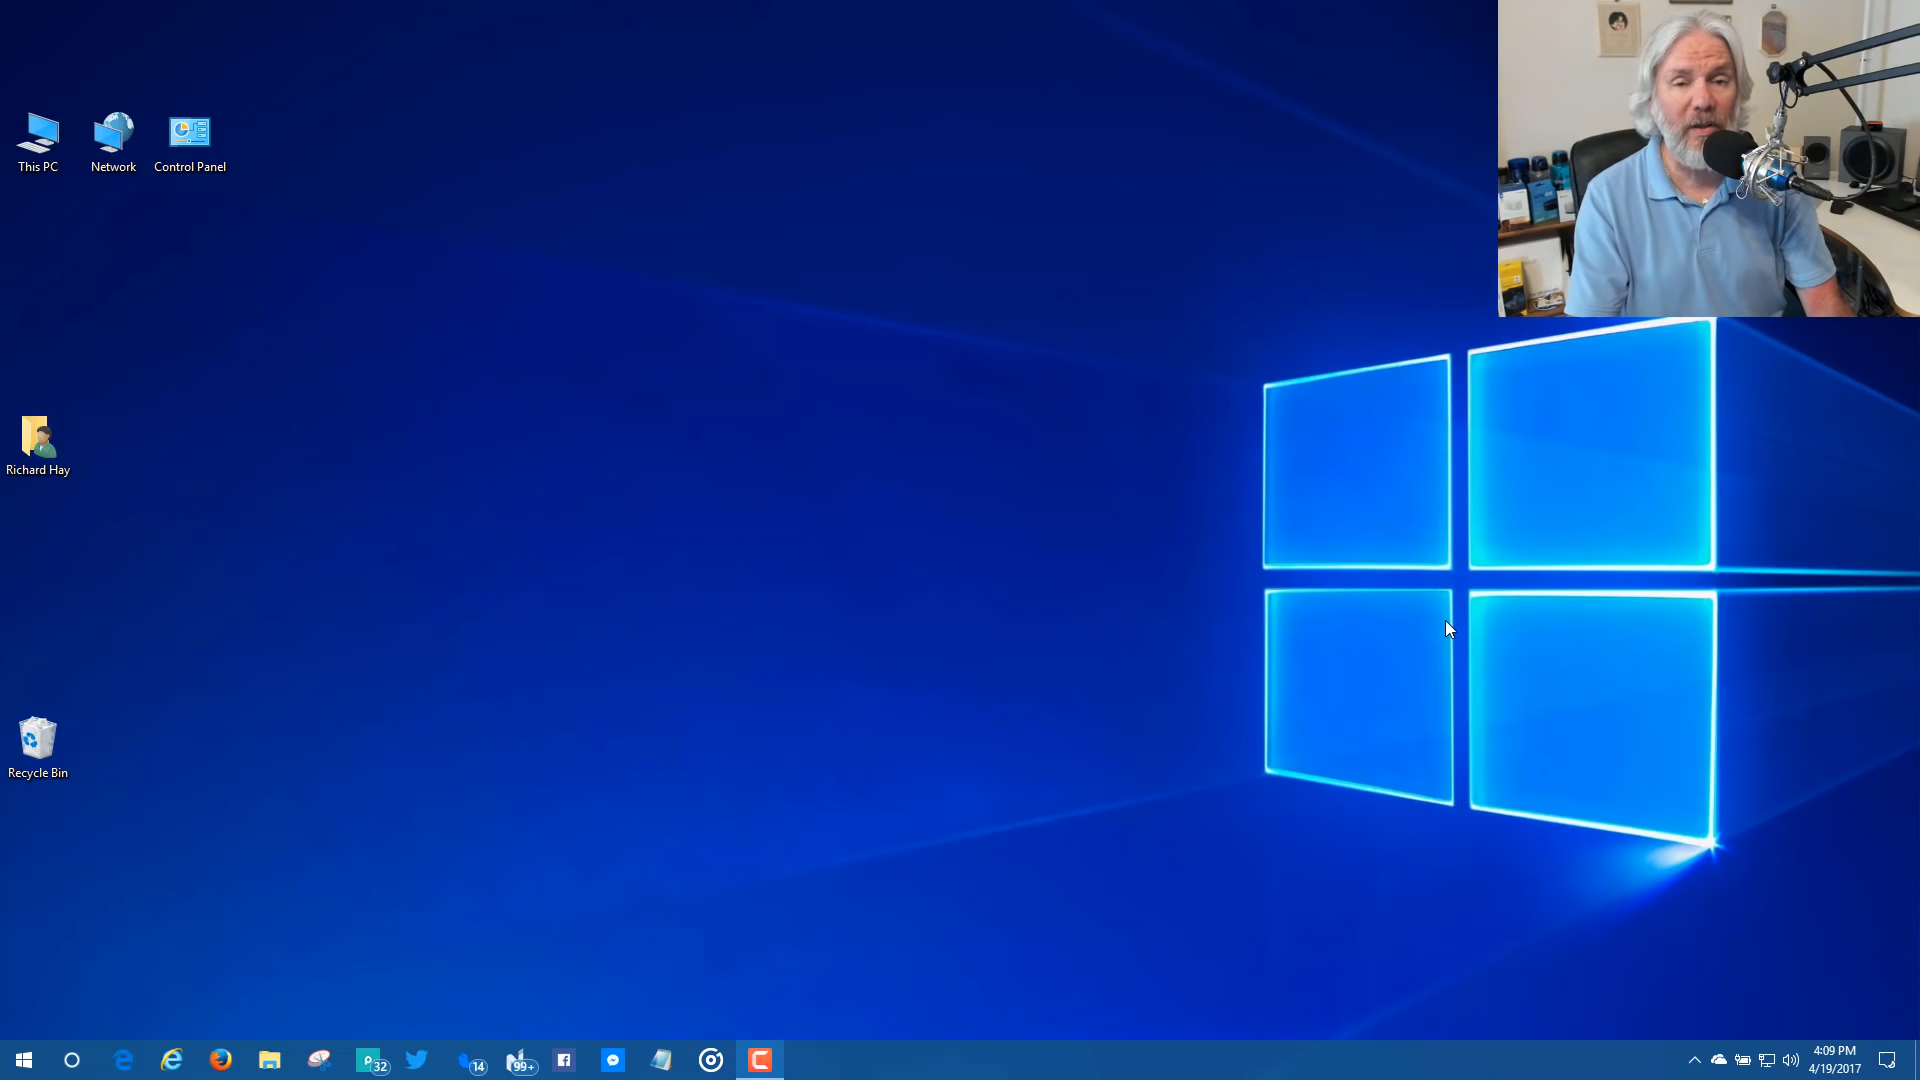 This PC
Network
Control Panel
Richard Hay
Recycle Bin
32
14
99+
4:09 PM
4/19/2017